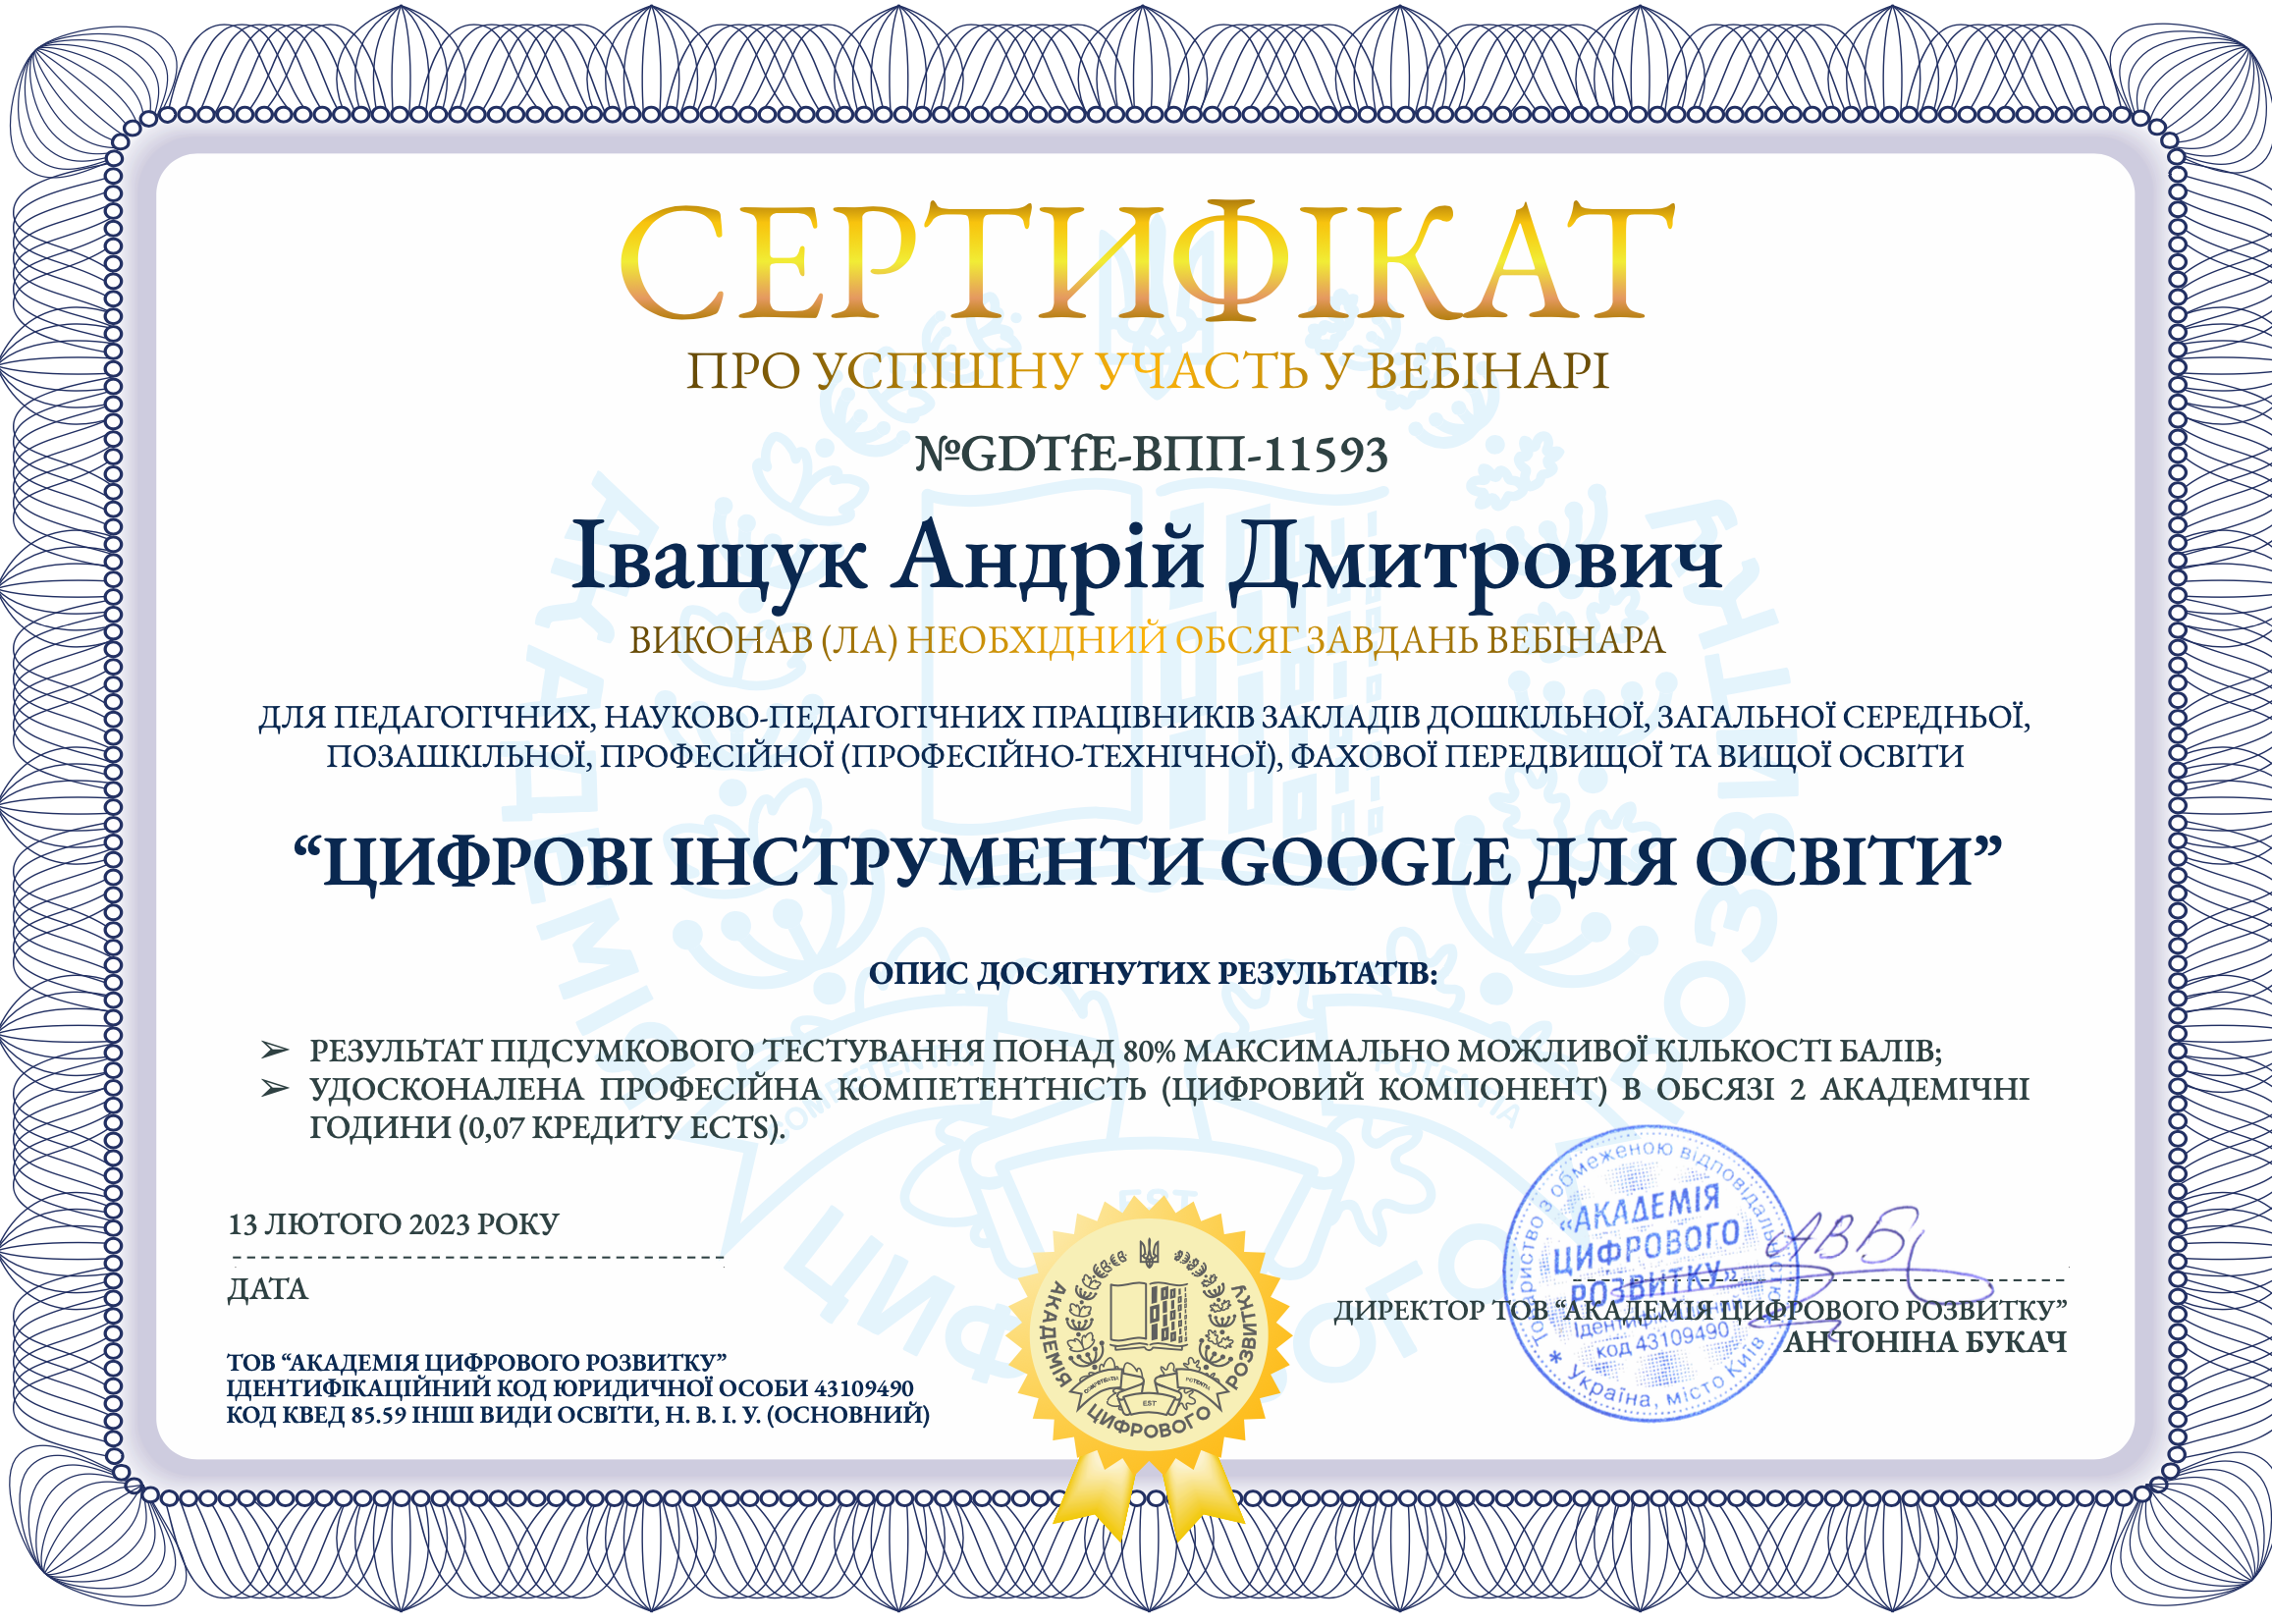 СЕРТИФІКАТ
ПРО УСПІШНУ УЧАСТЬ У ВЕБІНАРІ
№GDTfE-ВПП-11593
Іващук Андрій Дмитрович
ВИКОНАВ (ЛА) НЕОБХІДНИЙ ОБСЯГ ЗАВДАНЬ ВЕБІНАРА
ДЛЯ ПЕДАГОГІЧНИХ, НАУКОВО-ПЕДАГОГІЧНИХ ПРАЦІВНИКІВ ЗАКЛАДІВ ДОШКІЛЬНОЇ, ЗАГАЛЬНОЇ СЕРЕДНЬОЇ,
ПОЗАШКІЛЬНОЇ, ПРОФЕСІЙНОЇ (ПРОФЕСІЙНО-ТЕХНІЧНОЇ), ФАХОВОЇ ПЕРЕДВИЩОЇ ТА ВИЩОЇ ОСВІТИ
“ЦИФРОВІ ІНСТРУМЕНТИ GOOGLE ДЛЯ ОСВІТИ”
ОПИС ДОСЯГНУТИХ РЕЗУЛЬТАТІВ:
➢ РЕЗУЛЬТАТ ПІДСУМКОВОГО ТЕСТУВАННЯ ПОНАД 80% МАКСИМАЛЬНО МОЖЛИВОЇ КІЛЬКОСТІ БАЛІВ;
➢ УДОСКОНАЛЕНА ПРОФЕСІЙНА КОМПЕТЕНТНІСТЬ (ЦИФРОВИЙ КОМПОНЕНТ) В ОБСЯЗІ 2 АКАДЕМІЧНІ
ГОДИНИ (0,07 КРЕДИТУ ECTS).
13 ЛЮТОГО 2023 РОКУ
ДАТА
ТОВ “АКАДЕМІЯ ЦИФРОВОГО РОЗВИТКУ”
ІДЕНТИФІКАЦІЙНИЙ КОД ЮРИДИЧНОЇ ОСОБИ 43109490
КОД КВЕД 85.59 ІНШІ ВИДИ ОСВІТИ, Н. В. І. У. (ОСНОВНИЙ)
АКАДЕМІЯ ЦИФРОВОГО РОЗВИТКУ
EST
Товариство з обмеженою відповідальністю
«АКАДЕМІЯ
ЦИФРОВОГО
РОЗВИТКУ»
Ідентифікаційний
код 43109490
* Україна, місто Київ *
ДИРЕКТОР ТОВ “АКАДЕМІЯ ЦИФРОВОГО РОЗВИТКУ”
АНТОНІНА БУКАЧ